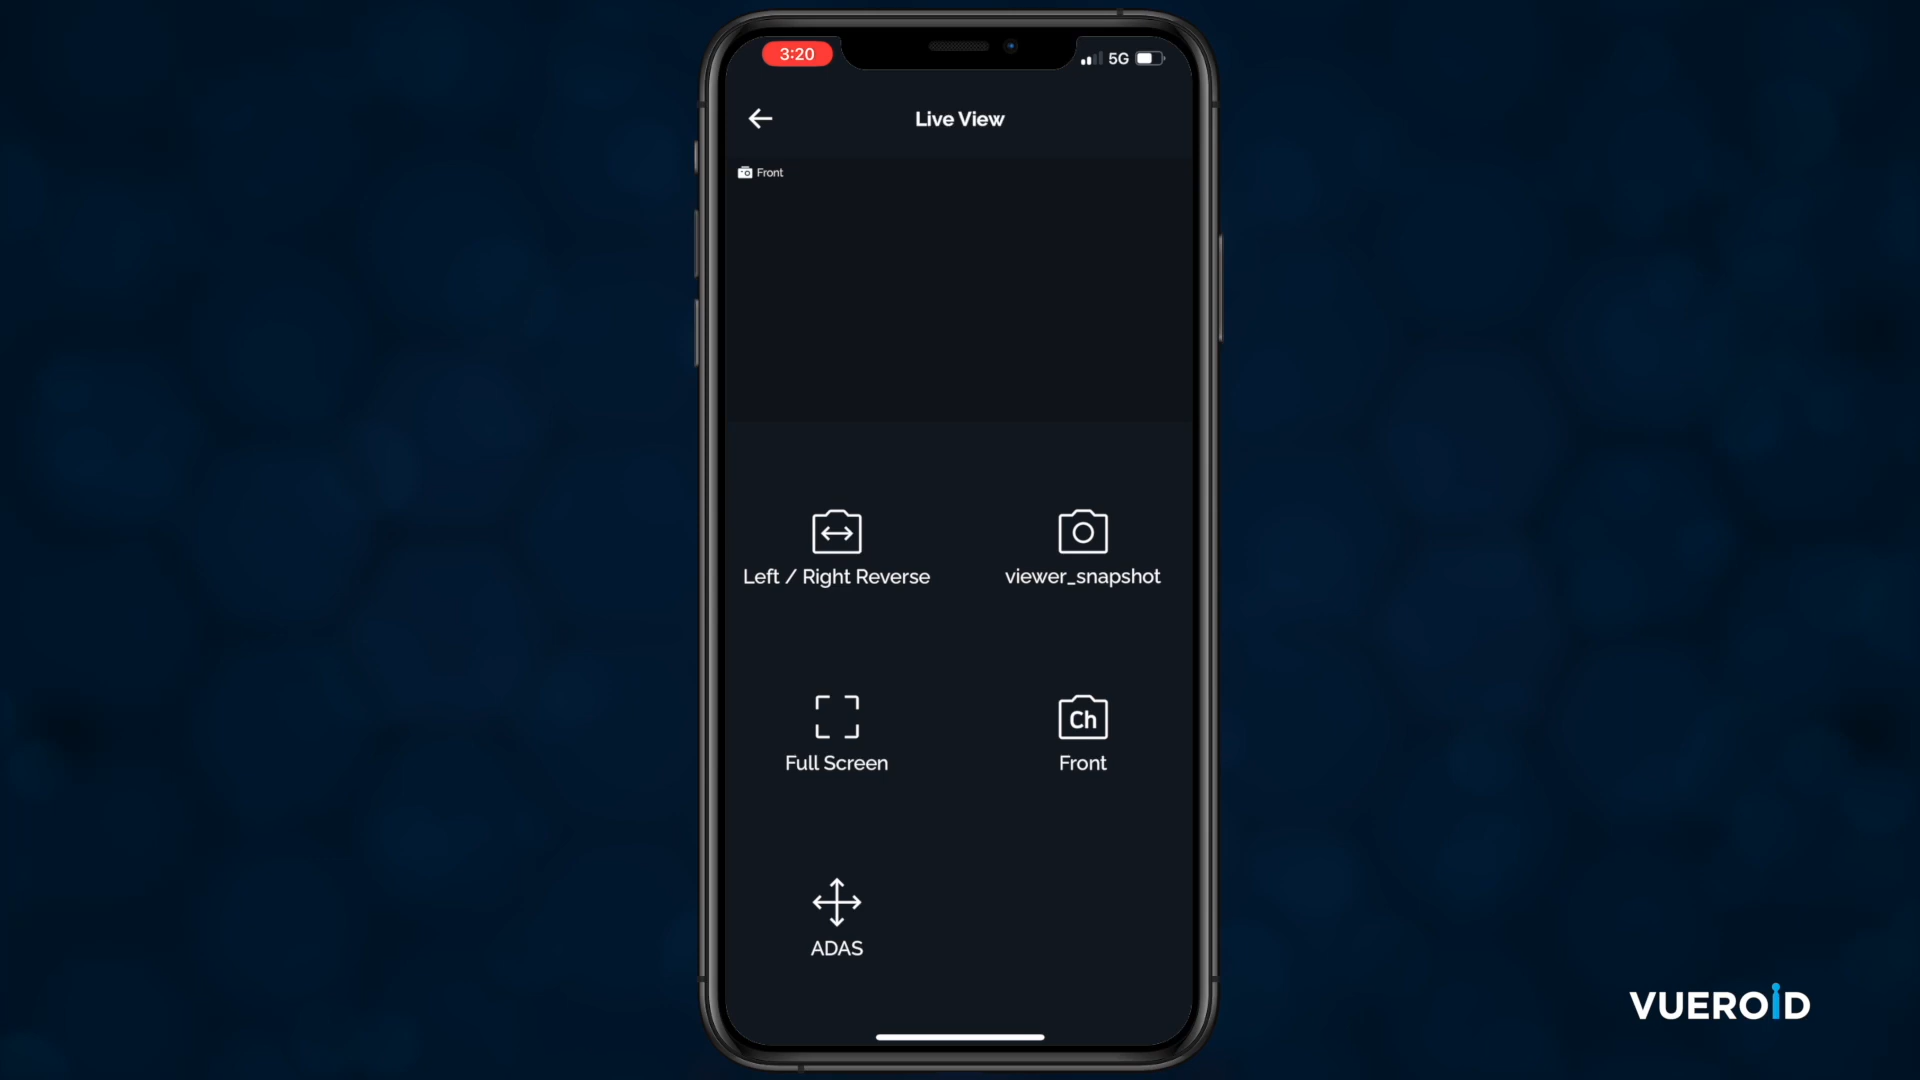 3:20
5G
Live View
Front
Left / Right Reverse
viewer_snapshot
Full Screen
Ch
Front
ADAS
VUEROID